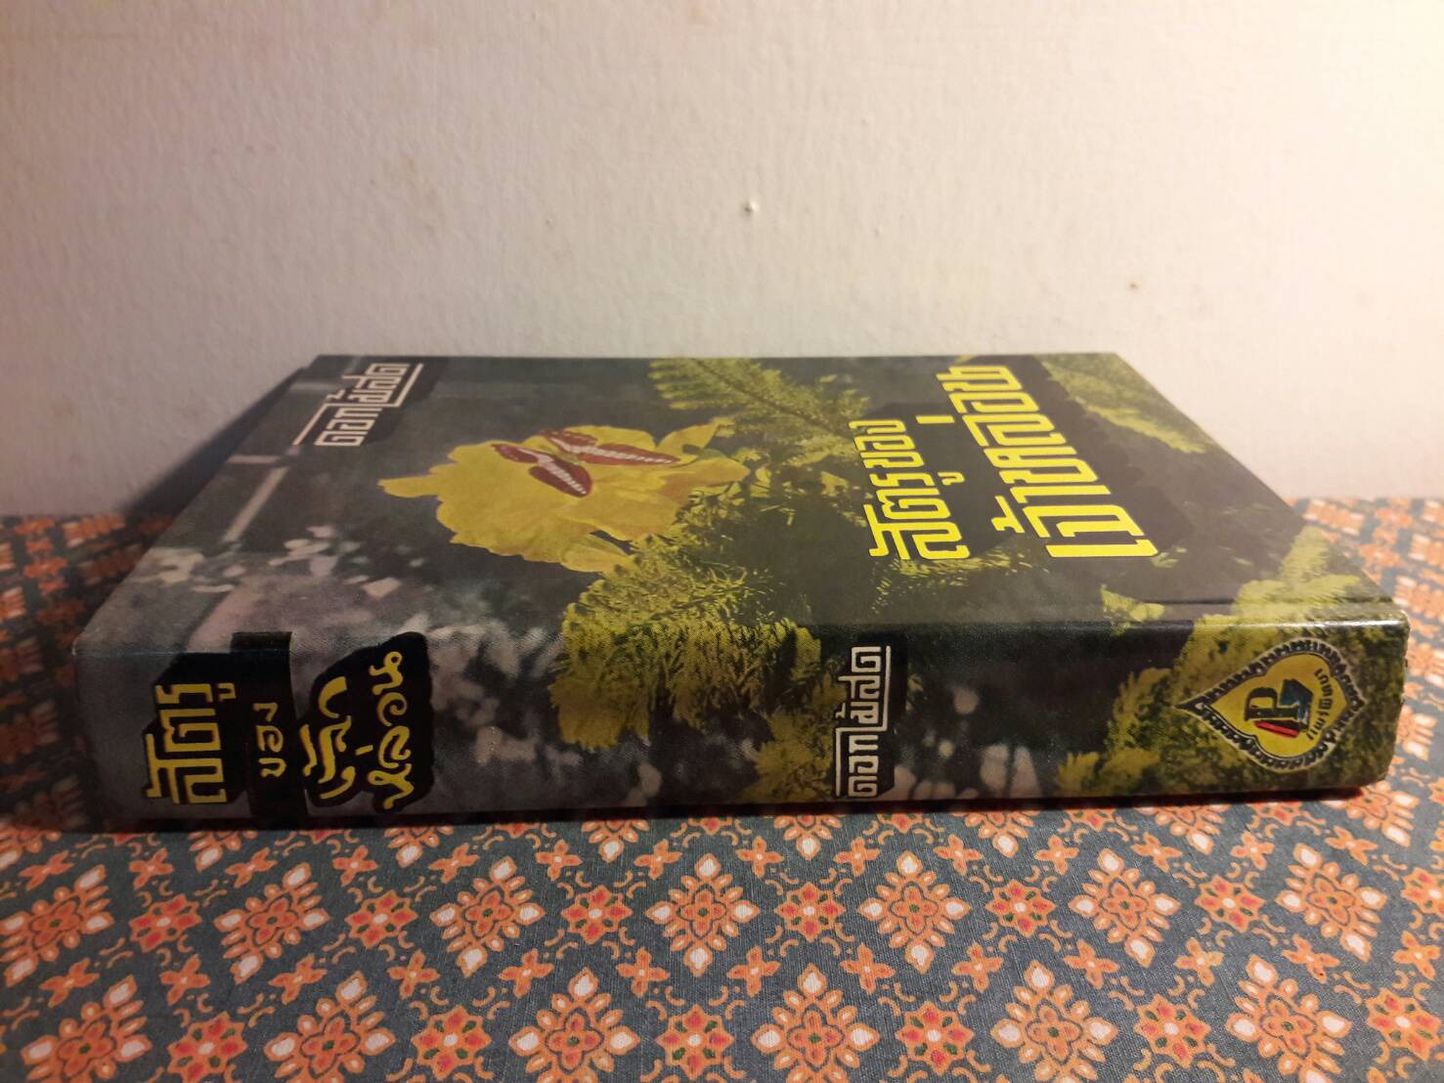 ดอกไม้สด
ศัตรูของ
เจ้าหล่อน
ศัตรู
ของ
เจ้า
หล่อน
ดอกไม้สด